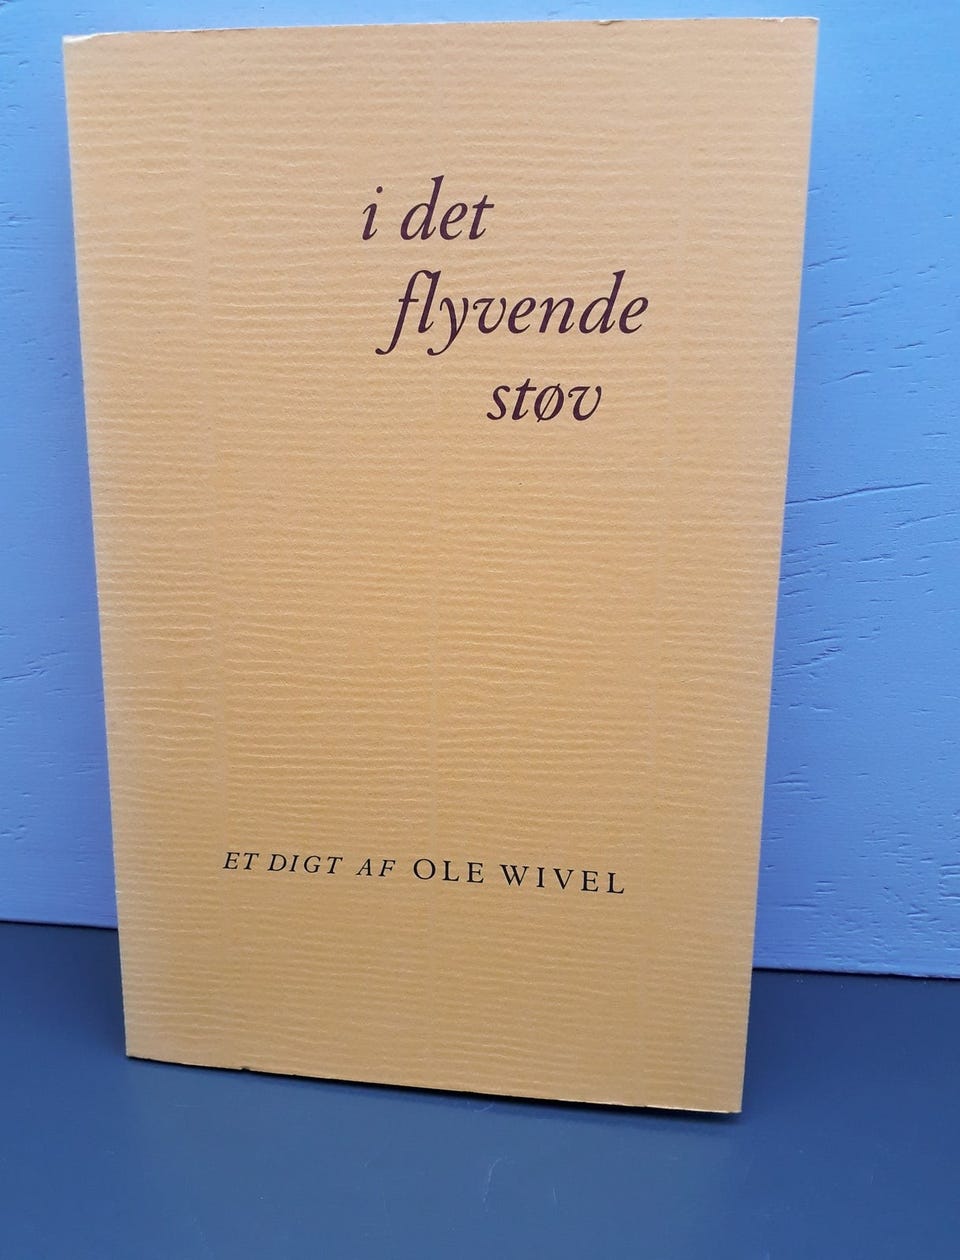 i det
flyvende
støv
ET DIGT AF OLE WIVEL